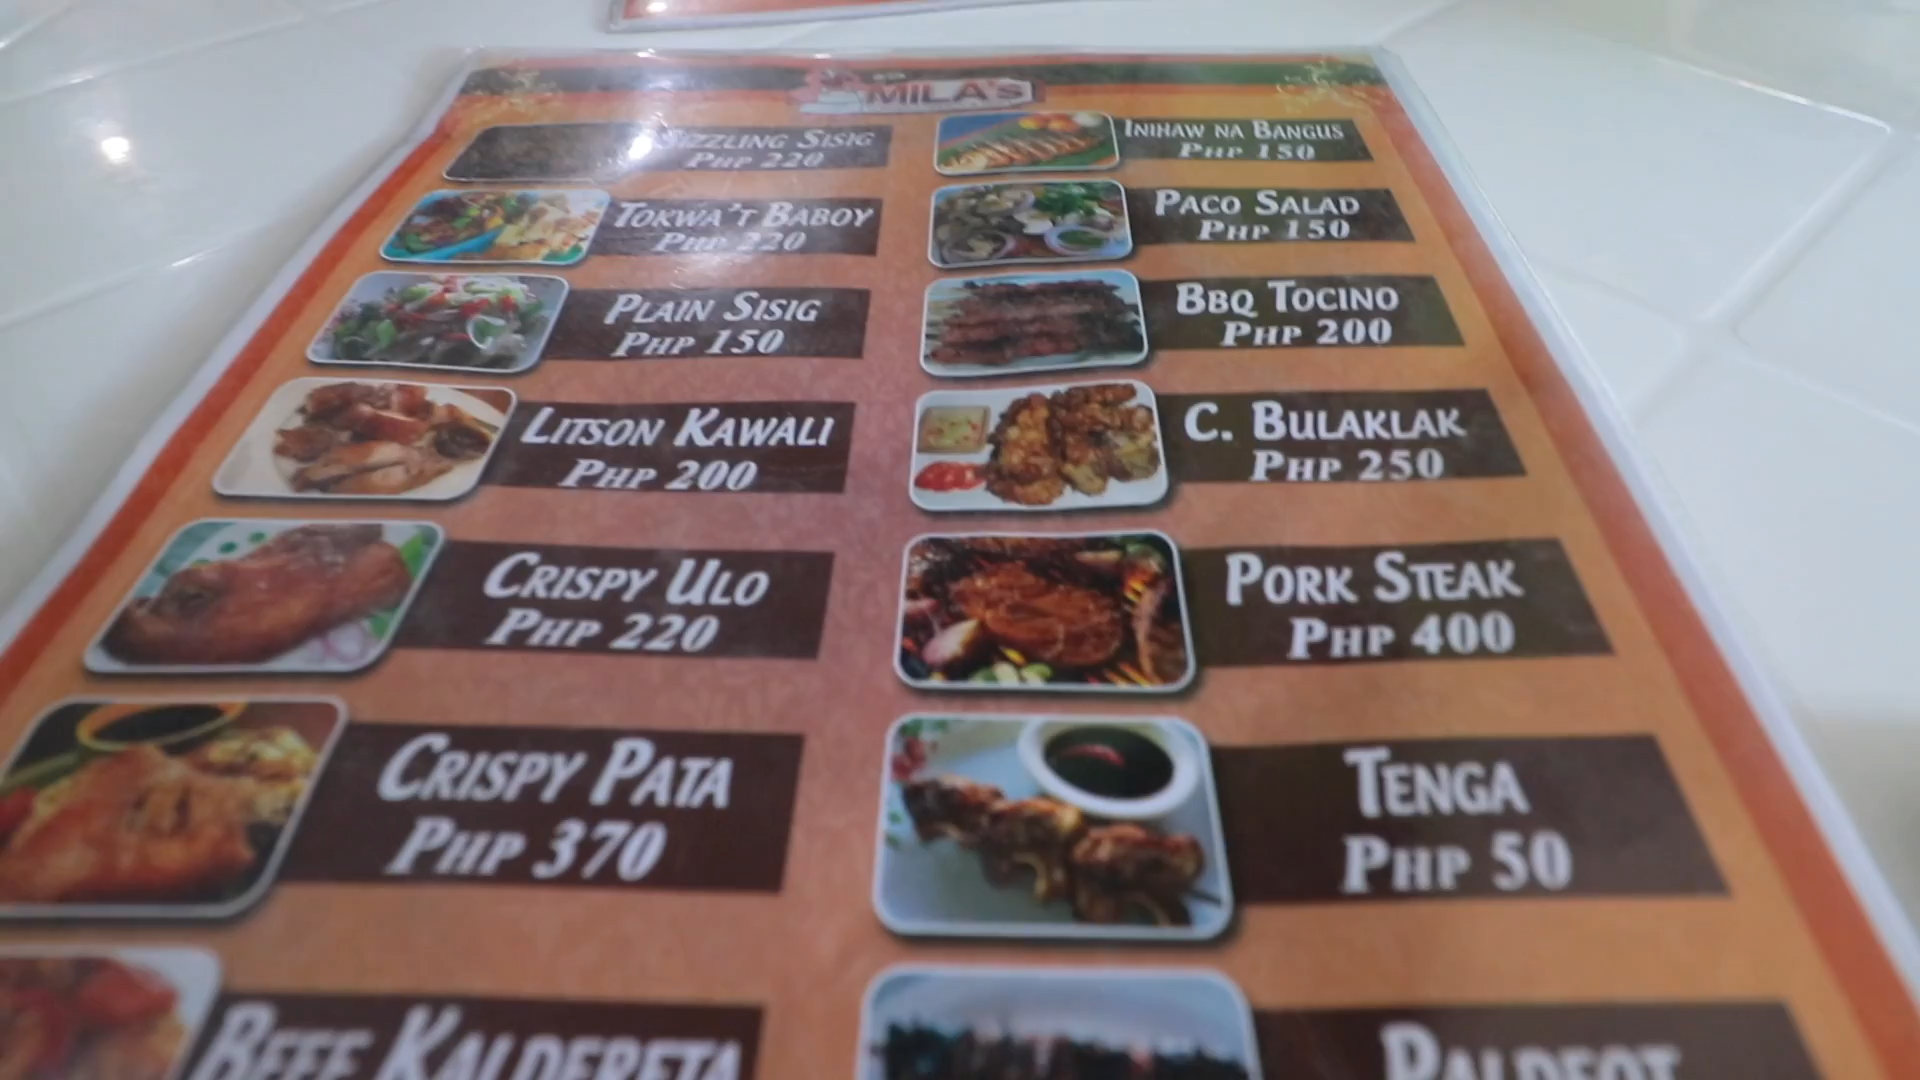 MILA's
SIZZLING SISIG
PHP 220
TOKWA'T BABOY
PHP 220
PLAIN SISIG
PHP 150
LITSON KAWALI
PHP 200
CRISPY ULO
PHP 220
CRISPY PATA
PHP 370
BEEF KALDERETA
INIHAW NA BANGUS
PHP 150
PACO SALAD
PHP 150
BBQ TOCINO
PHP 200
C. BULAKLAK
PHP 250
PORK STEAK
PHP 400
TENGA
PHP 50